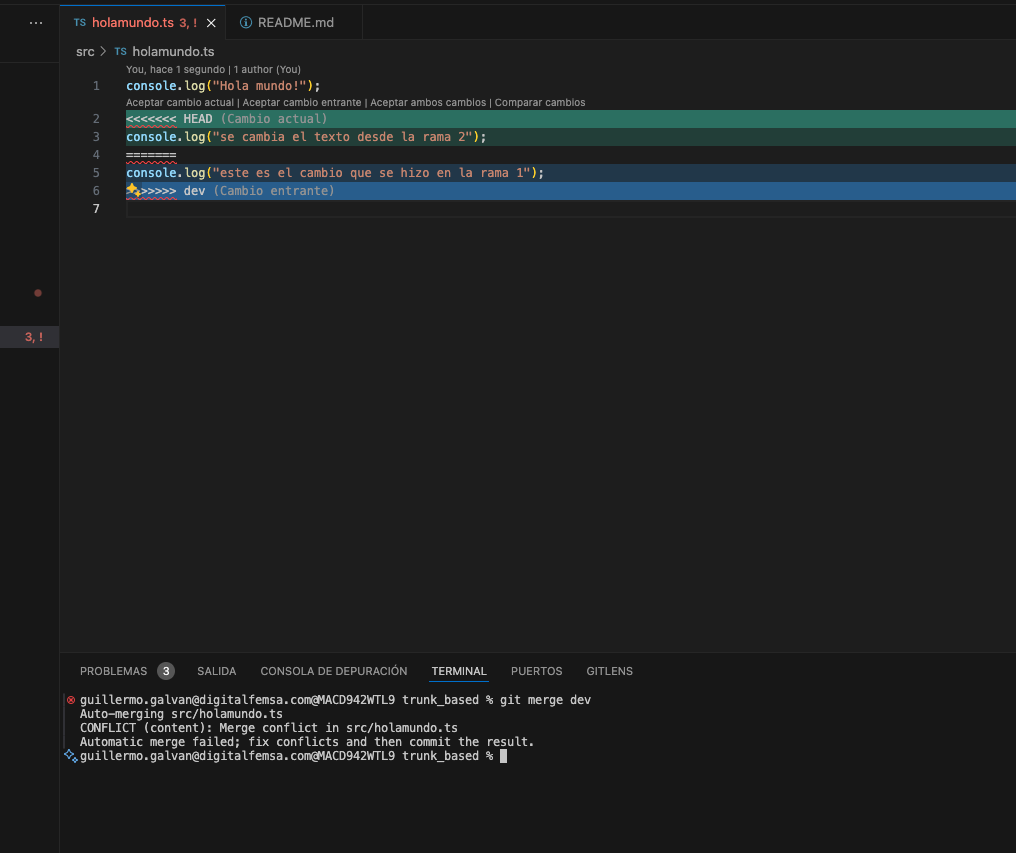 ... TS holamundo.ts 3, ! × README.md
src > TS holamundo.ts
You, hace 1 segundo | 1 author (You)
1 console.log("Hola mundo!");
Aceptar cambio actual | Aceptar cambio entrante | Aceptar ambos cambios | Comparar cambios
2 <<<<<<< HEAD (Cambio actual)
3 console.log("se cambia el texto desde la rama 2");
4 =======
5 console.log("este es el cambio que se hizo en la rama 1");
6 >>>>> dev (Cambio entrante)
7
3, !
PROBLEMAS 3 SALIDA CONSOLA DE DEPURACIÓN TERMINAL PUERTOS GITLENS
guillermo.galvan@digitalfemsa.com@MACD942WTL9 trunk_based % git merge dev
Auto-merging src/holamundo.ts
CONFLICT (content): Merge conflict in src/holamundo.ts
Automatic merge failed; fix conflicts and then commit the result.
guillermo.galvan@digitalfemsa.com@MACD942WTL9 trunk_based %